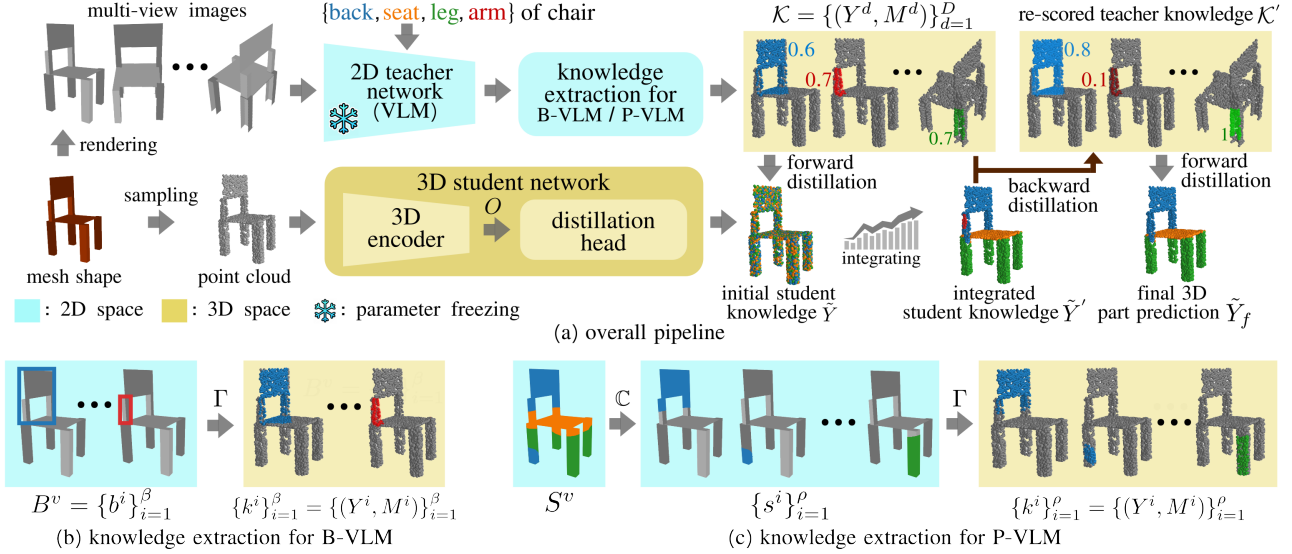 multi-view images
{back, seat, leg, arm} of chair
2D teacher
network
(VLM)
knowledge
extraction for
B-VLM / P-VLM
𝒦 = {(Y^d, M^d)}_{d=1}^D
0.6
0.7
0.7
re-scored teacher knowledge 𝒦′
0.8
0.1
1
rendering
sampling
mesh shape
point cloud
3D student network
3D
encoder
O
distillation
head
forward
distillation
backward
distillation
forward
distillation
integrating
initial student
knowledge Ỹ
integrated
student knowledge Ỹ′
final 3D
part prediction Ỹ_f
: 2D space
: 3D space
: parameter freezing
(a) overall pipeline
Γ
B^v = {b^i}_{i=1}^β
{k^i}_{i=1}^β = {(Y^i, M^i)}_{i=1}^β
(b) knowledge extraction for B-VLM
ℂ
Γ
S^v
{s^i}_{i=1}^ρ
{k^i}_{i=1}^ρ = {(Y^i, M^i)}_{i=1}^ρ
(c) knowledge extraction for P-VLM